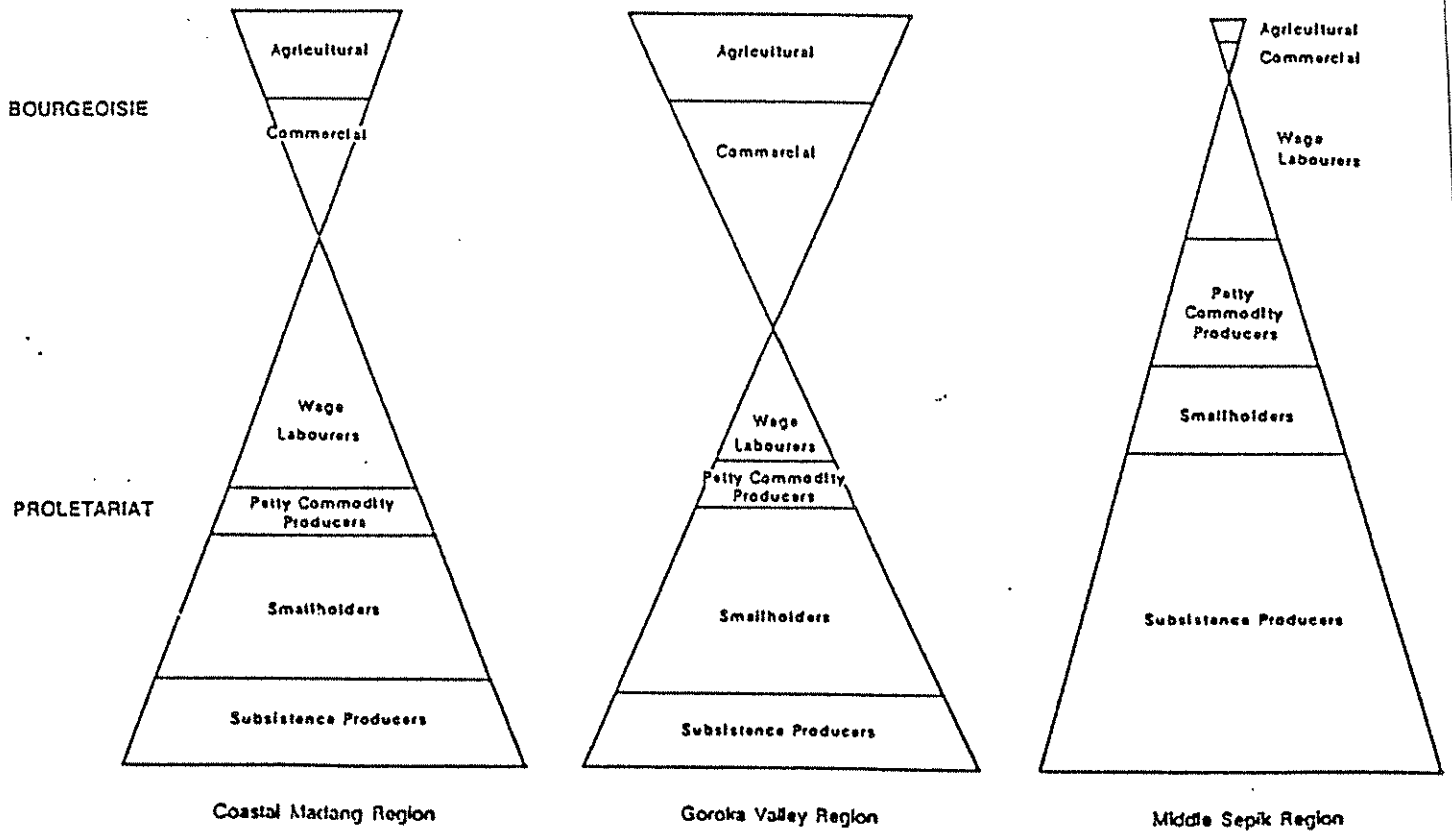 BOURGEOISIE
PROLETARIAT
Agricultural
Commercial
Wage
Labourers
Petty Commodity
Producers
Smallholders
Subsistence Producers
Coastal Madang Region
Agricultural
Commercial
Wage
Labourers
Petty Commodity
Producers
Smallholders
Subsistence Producers
Goroka Valley Region
Agricultural
Commercial
Wage
Labourers
Petty
Commodity
Producers
Smallholders
Subsistence Producers
Middle Sepik Region